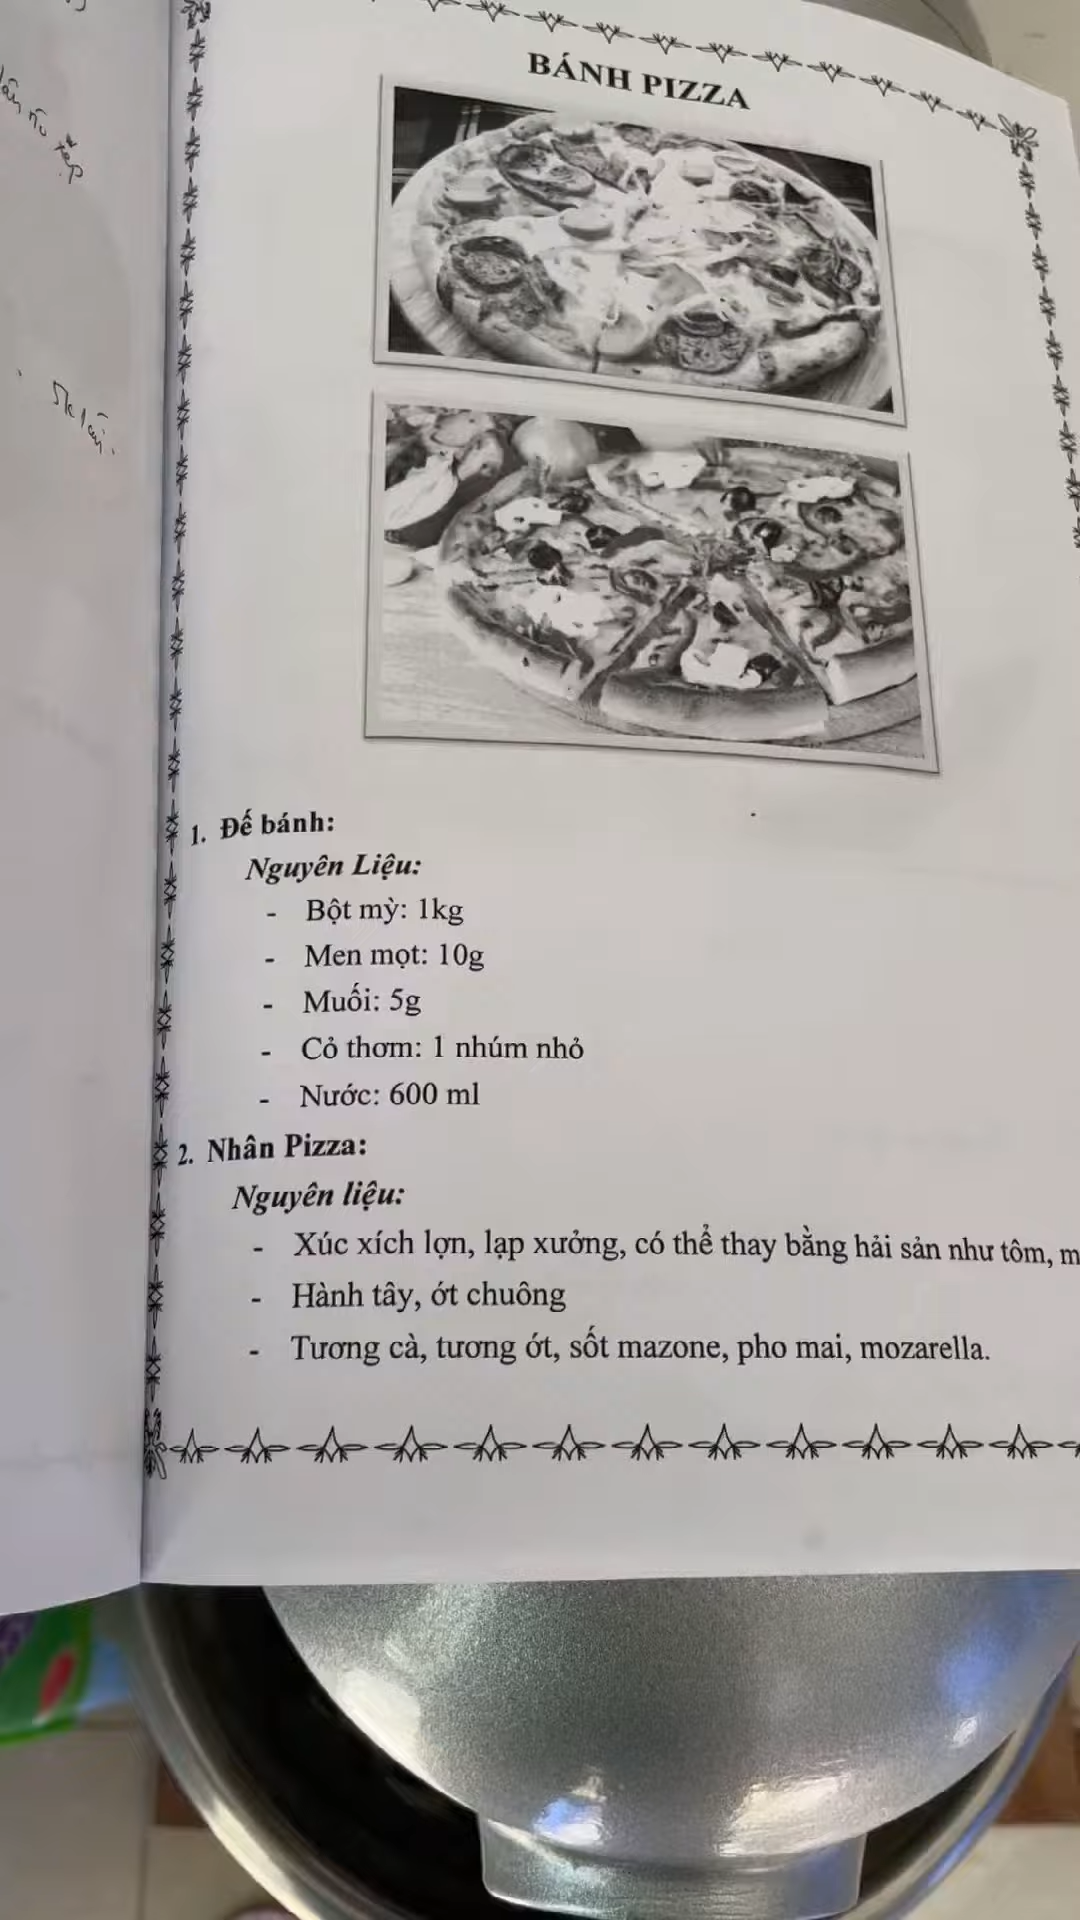 BÁNH PIZZA
1. Đế bánh:
Nguyên Liệu:
- Bột mỳ: 1kg
- Men mọt: 10g
- Muối: 5g
- Cỏ thơm: 1 nhúm nhỏ
- Nước: 600 ml
2. Nhân Pizza:
Nguyên liệu:
- Xúc xích lợn, lạp xưởng, có thể thay bằng hải sản như tôm,
- Hành tây, ớt chuông
- Tương cà, tương ớt, sốt mazone, pho mai, mozarella.